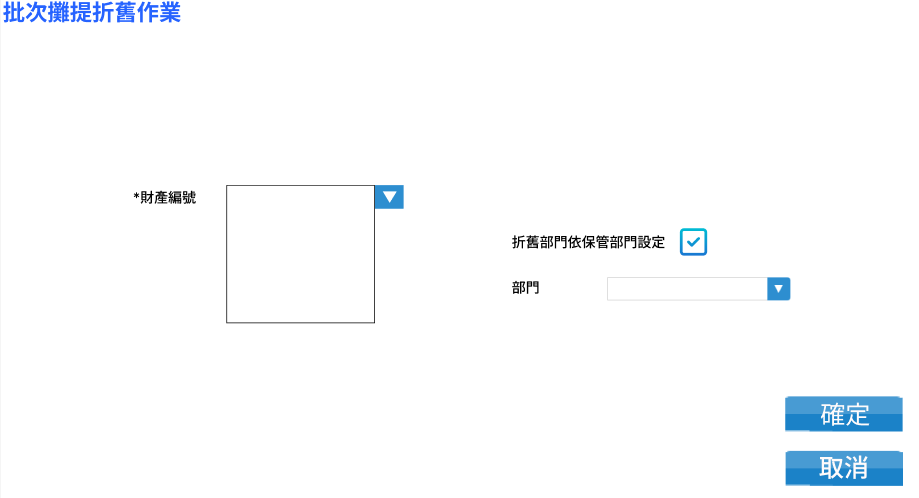 批次攤提折舊作業
*財產編號
折舊部門依保管部門設定
部門
確定
取消